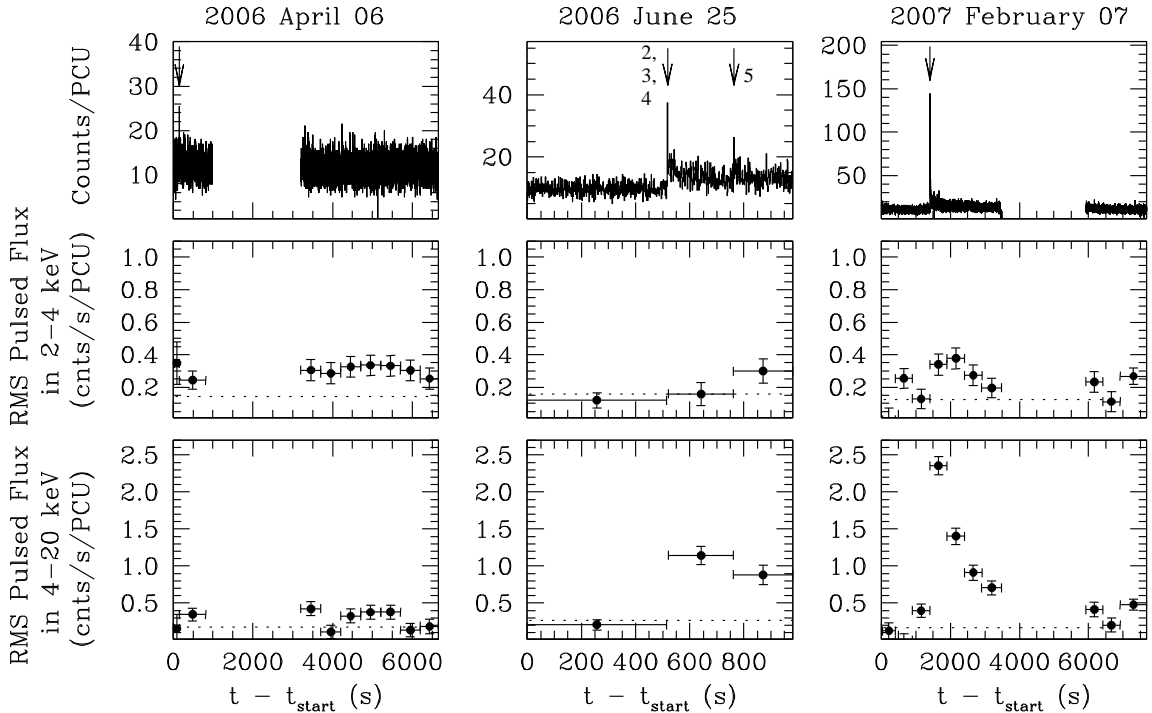 2006 April 06
2006 June 25
2007 February 07
Counts/PCU
40
30
20
10
40
20
2,
3,
4
5
200
150
100
50
RMS Pulsed Flux
in 2−4 keV
(cnts/s/PCU)
1.0
0.8
0.6
0.4
0.2
1.0
0.8
0.6
0.4
0.2
1.0
0.8
0.6
0.4
0.2
RMS Pulsed Flux
in 4−20 keV
(cnts/s/PCU)
2.5
2.0
1.5
1.0
0.5
2.5
2.0
1.5
1.0
0.5
2.5
2.0
1.5
1.0
0.5
0 2000 4000 6000
0 200 400 600 800
0 2000 4000 6000
t − tstart (s)
t − tstart (s)
t − tstart (s)